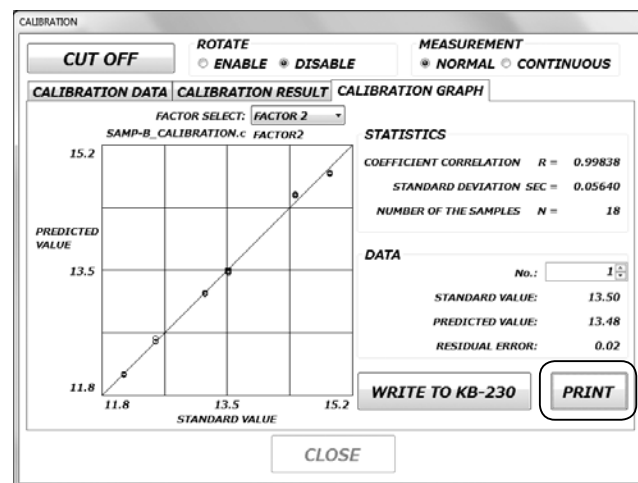 CALIBRATION
CUT OFF
ROTATE
ENABLE DISABLE
MEASUREMENT
NORMAL CONTINUOUS
CALIBRATION DATA CALIBRATION RESULT CALIBRATION GRAPH
FACTOR SELECT: FACTOR 2
SAMP-B_CALIBRATION.c FACTOR2
15.2
PREDICTED
VALUE
13.5
11.8
11.8 13.5 15.2
STANDARD VALUE
STATISTICS
COEFFICIENT CORRELATION R = 0.99838
STANDARD DEVIATION SEC = 0.05640
NUMBER OF THE SAMPLES N = 18
DATA
No.: 1
STANDARD VALUE: 13.50
PREDICTED VALUE: 13.48
RESIDUAL ERROR: 0.02
WRITE TO KB-230 PRINT
CLOSE